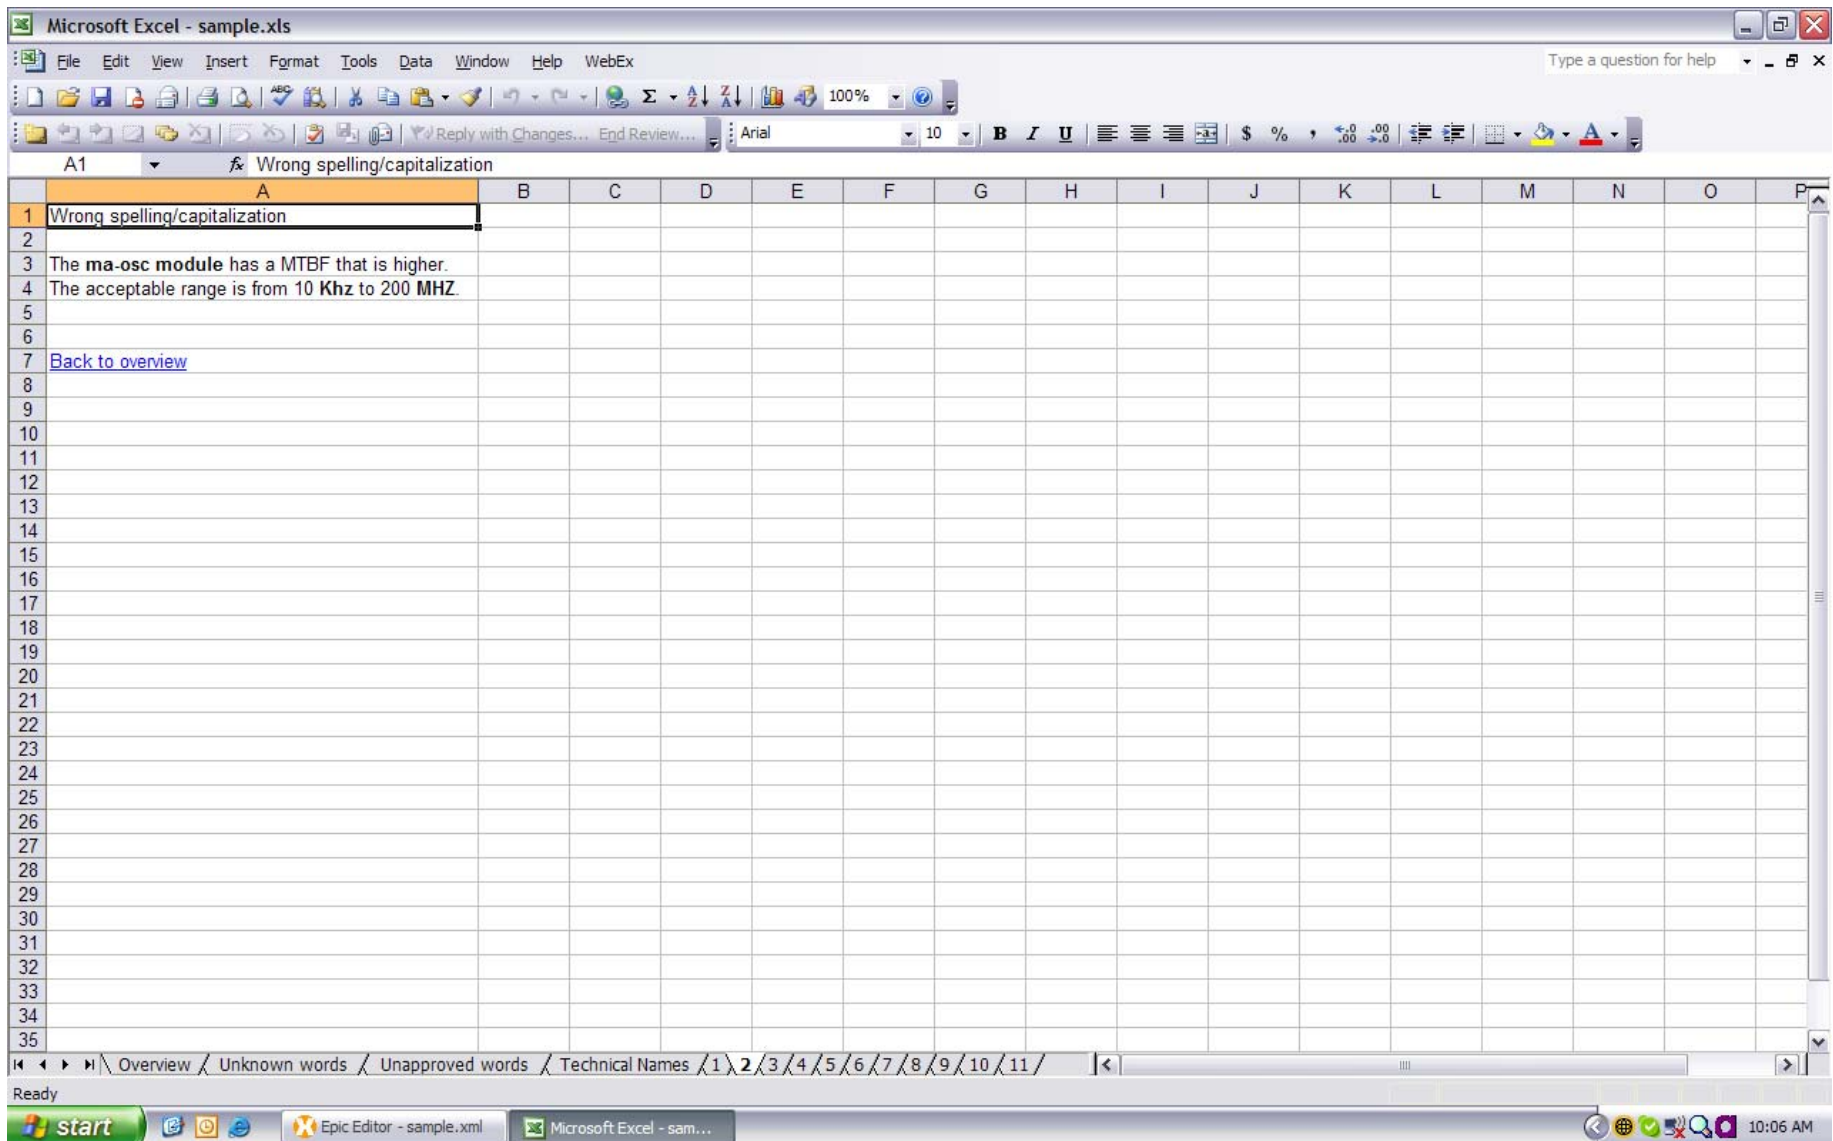 Microsoft Excel - sample.xls
File Edit View Insert Format Tools Data Window Help WebEx Type a question for help
100%
Reply with Changes... End Review... Arial 10 B I U $ % ,
A1 fx Wrong spelling/capitalization
A B C D E F G H I J K L M N O P
1 Wrong spelling/capitalization
2
3 The ma-osc module has a MTBF that is higher.
4 The acceptable range is from 10 Khz to 200 MHZ.
5
6
7 Back to overview
8
9
10
11
12
13
14
15
16
17
18
19
20
21
22
23
24
25
26
27
28
29
30
31
32
33
34
35
Overview / Unknown words / Unapproved words / Technical Names / 1 \ 2 / 3 / 4 / 5 / 6 / 7 / 8 / 9 / 10 / 11 /
Ready
start Epic Editor - sample.xml Microsoft Excel - sam... 10:06 AM